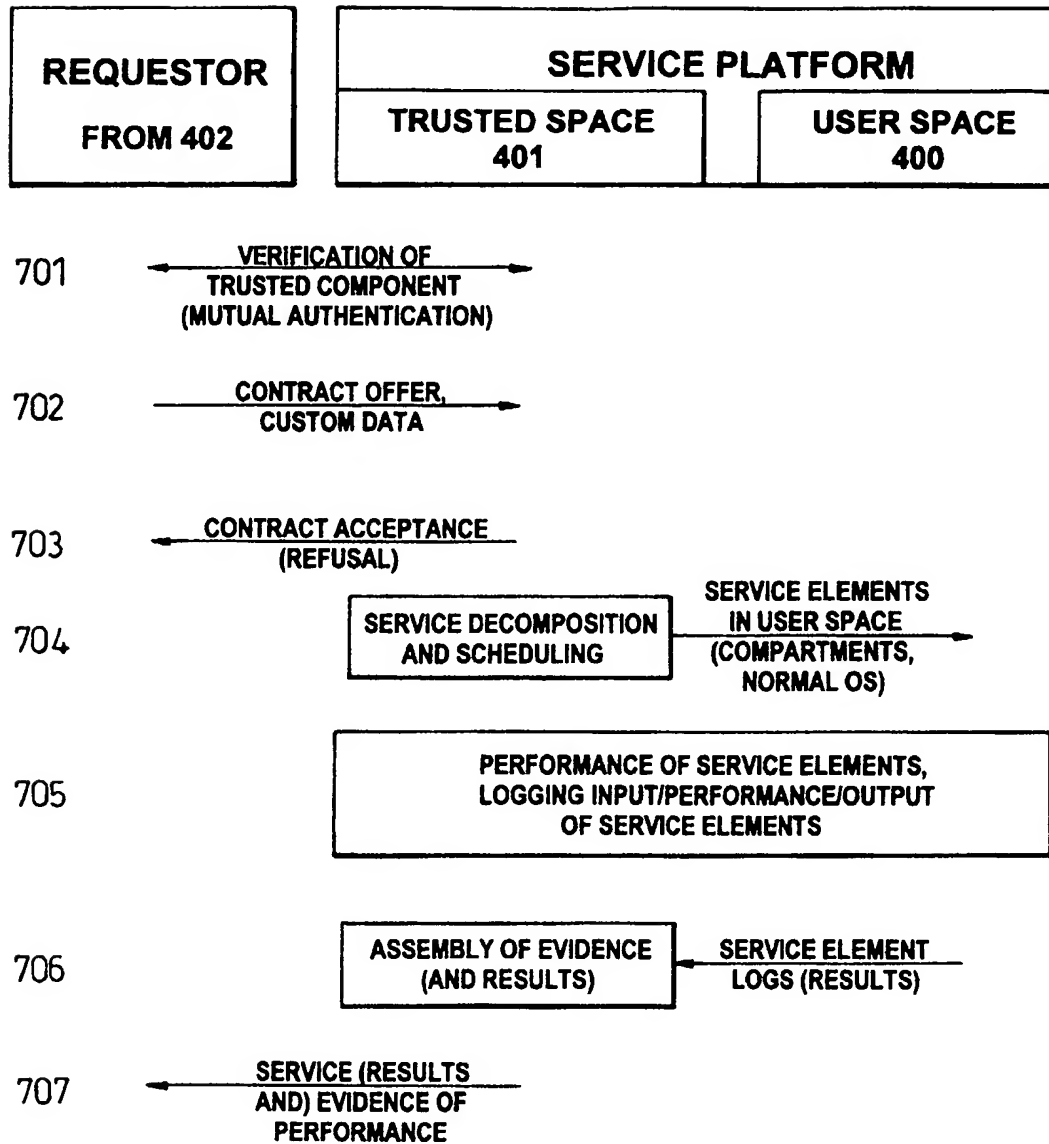 REQUESTOR
FROM 402
SERVICE PLATFORM
TRUSTED SPACE
401
USER SPACE
400
701
VERIFICATION OF
TRUSTED COMPONENT
(MUTUAL AUTHENTICATION)
702
CONTRACT OFFER,
CUSTOM DATA
703
CONTRACT ACCEPTANCE
(REFUSAL)
704
SERVICE DECOMPOSITION
AND SCHEDULING
SERVICE ELEMENTS
IN USER SPACE
(COMPARTMENTS,
NORMAL OS)
705
PERFORMANCE OF SERVICE ELEMENTS,
LOGGING INPUT/PERFORMANCE/OUTPUT
OF SERVICE ELEMENTS
706
ASSEMBLY OF EVIDENCE
(AND RESULTS)
SERVICE ELEMENT
LOGS (RESULTS)
707
SERVICE (RESULTS
AND) EVIDENCE OF
PERFORMANCE